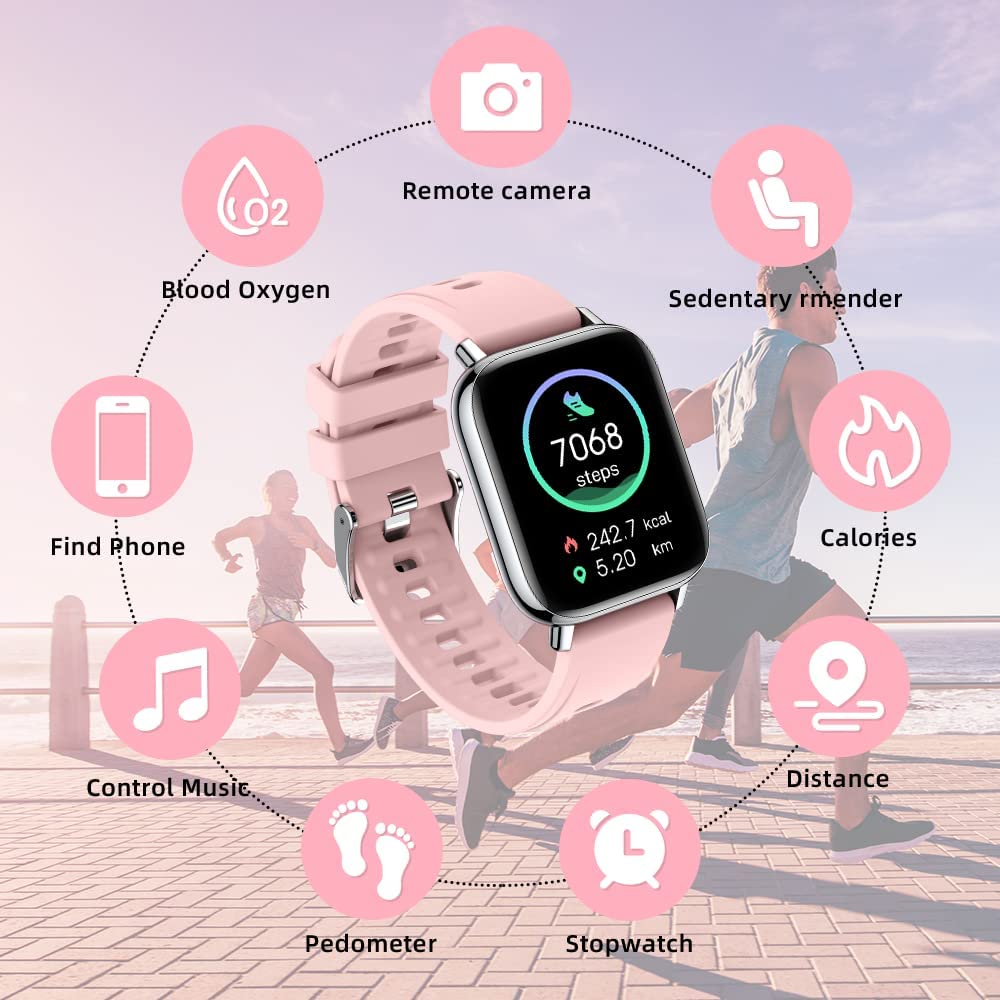 Remote camera
O2
Blood Oxygen
Sedentary rmender
7068
steps
242.7 kcal
5.20 km
Find Phone
Calories
Control Music
Distance
Pedometer
Stopwatch